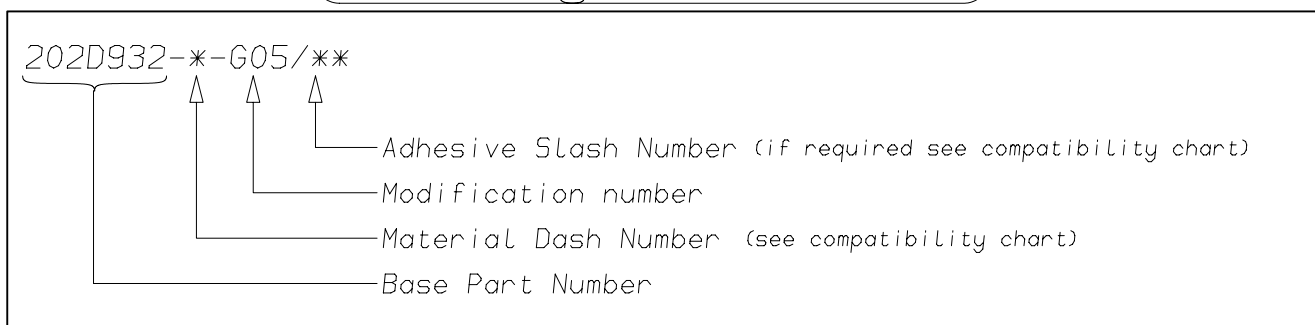 202D932-*-G05/**
Adhesive Slash Number (if required see compatibility chart)
Modification number
Material Dash Number (see compatibility chart)
Base Part Number